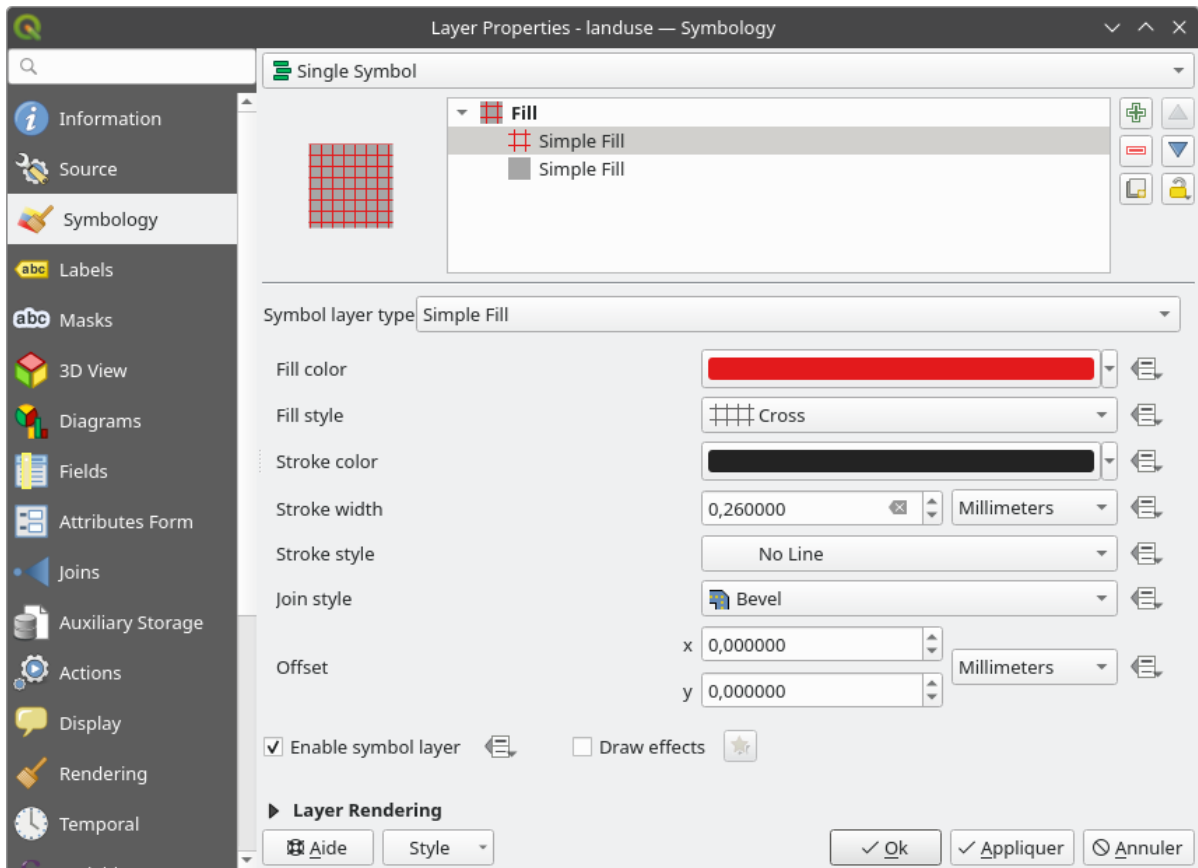 Layer Properties - landuse — Symbology
Single Symbol
Information
Source
Symbology
abc Labels
abc Masks
3D View
Diagrams
Fields
Attributes Form
Joins
Auxiliary Storage
Actions
Display
Rendering
Temporal
Fill
Simple Fill
Simple Fill
Symbol layer type Simple Fill
Fill color
Fill style Cross
Stroke color
Stroke width 0,260000 Millimeters
Stroke style No Line
Join style Bevel
Offset x 0,000000 Millimeters
y 0,000000
Enable symbol layer Draw effects
Layer Rendering
Aide Style Ok Appliquer Annuler